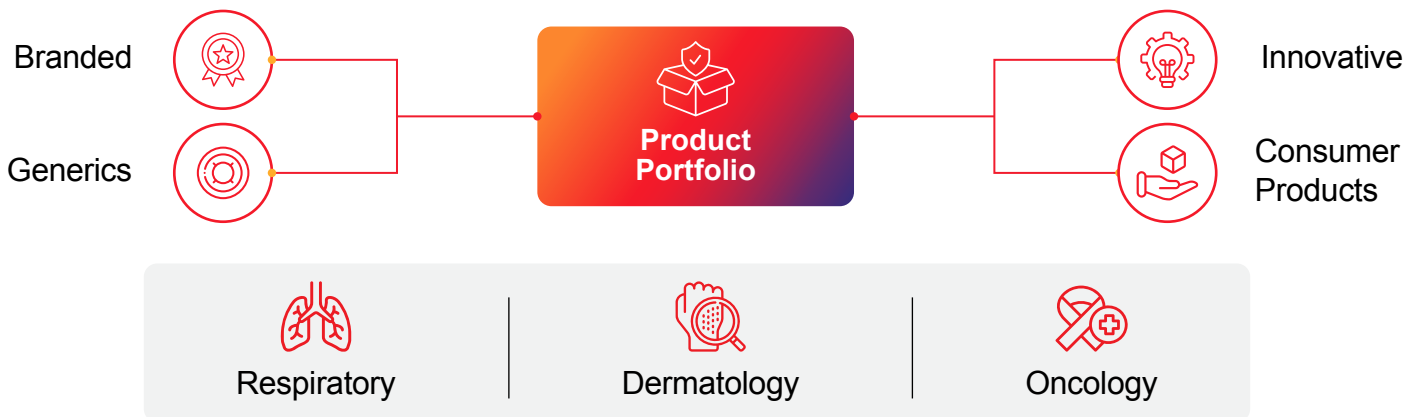 Branded
Generics
Product
Portfolio
Innovative
Consumer
Products
Respiratory
Dermatology
Oncology